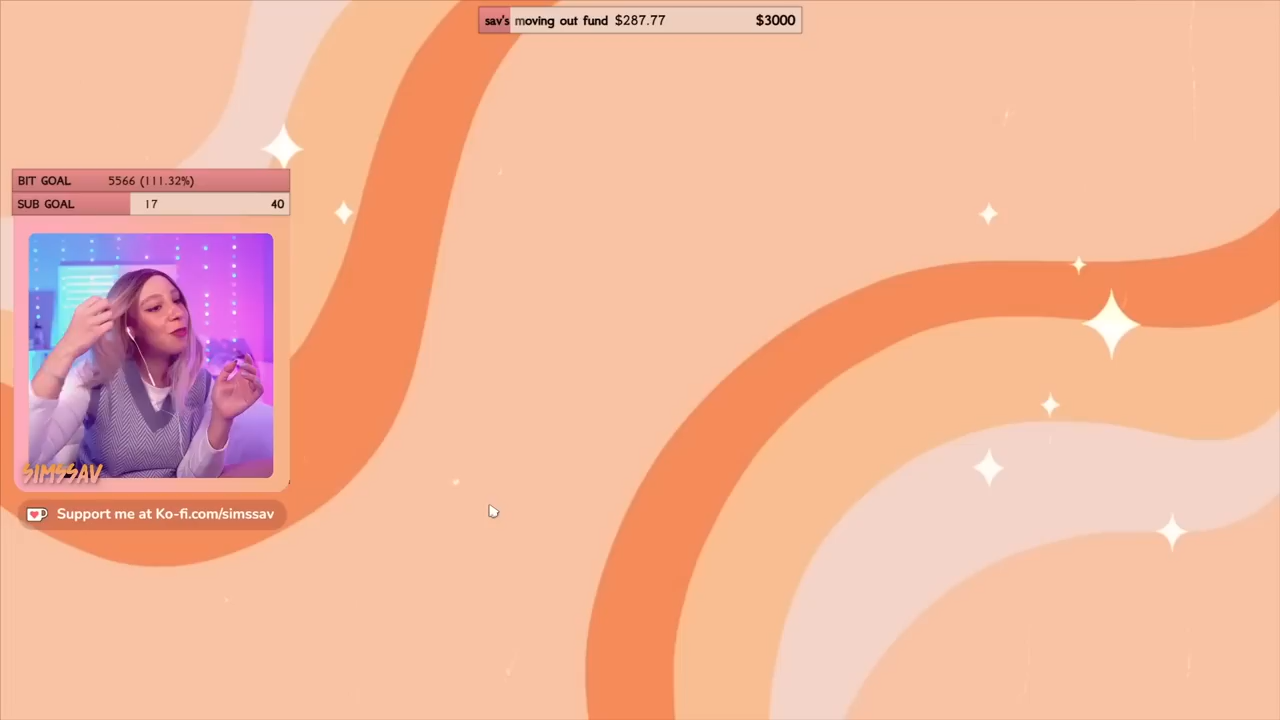 sav's moving out fund $287.77 $3000
BIT GOAL 5566 (111.32%)
SUB GOAL 17 40
SIMSSAV
Support me at Ko-fi.com/simssav